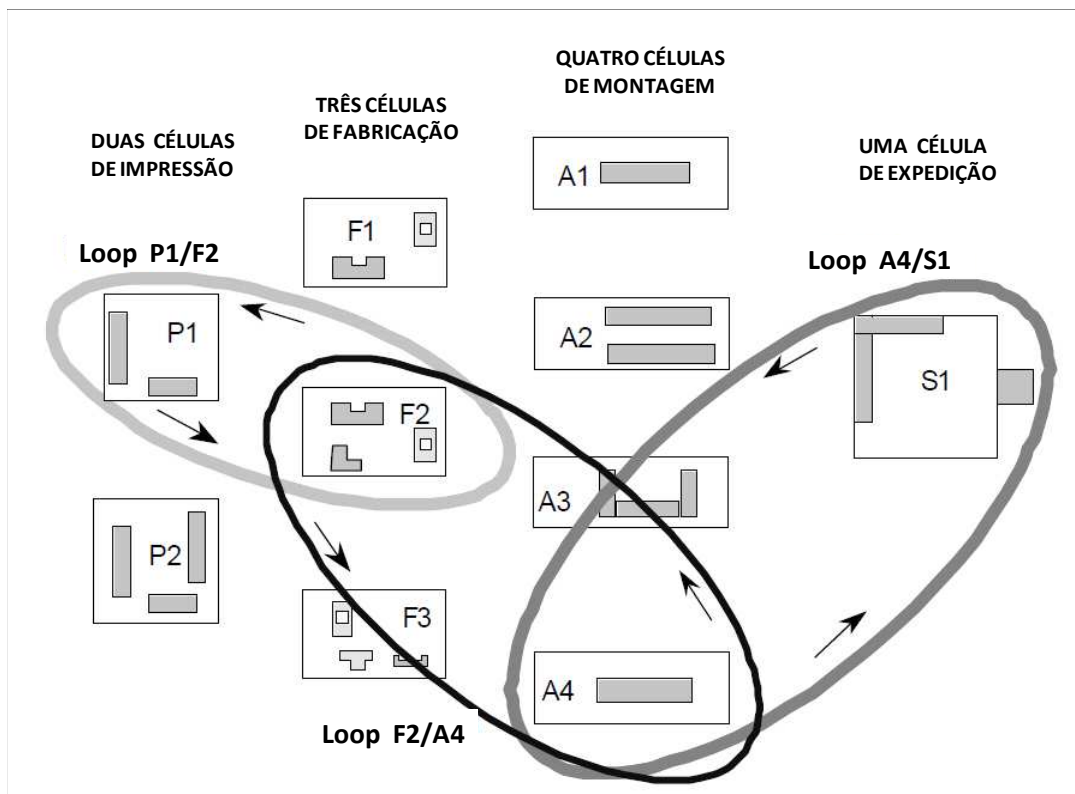 QUATRO CÉLULAS
DE MONTAGEM
TRÊS CÉLULAS
DE FABRICAÇÃO
DUAS CÉLULAS
DE IMPRESSÃO
UMA CÉLULA
DE EXPEDIÇÃO
A1
F1
Loop P1/F2
Loop A4/S1
P1
A2
S1
F2
A3
P2
F3
A4
Loop F2/A4